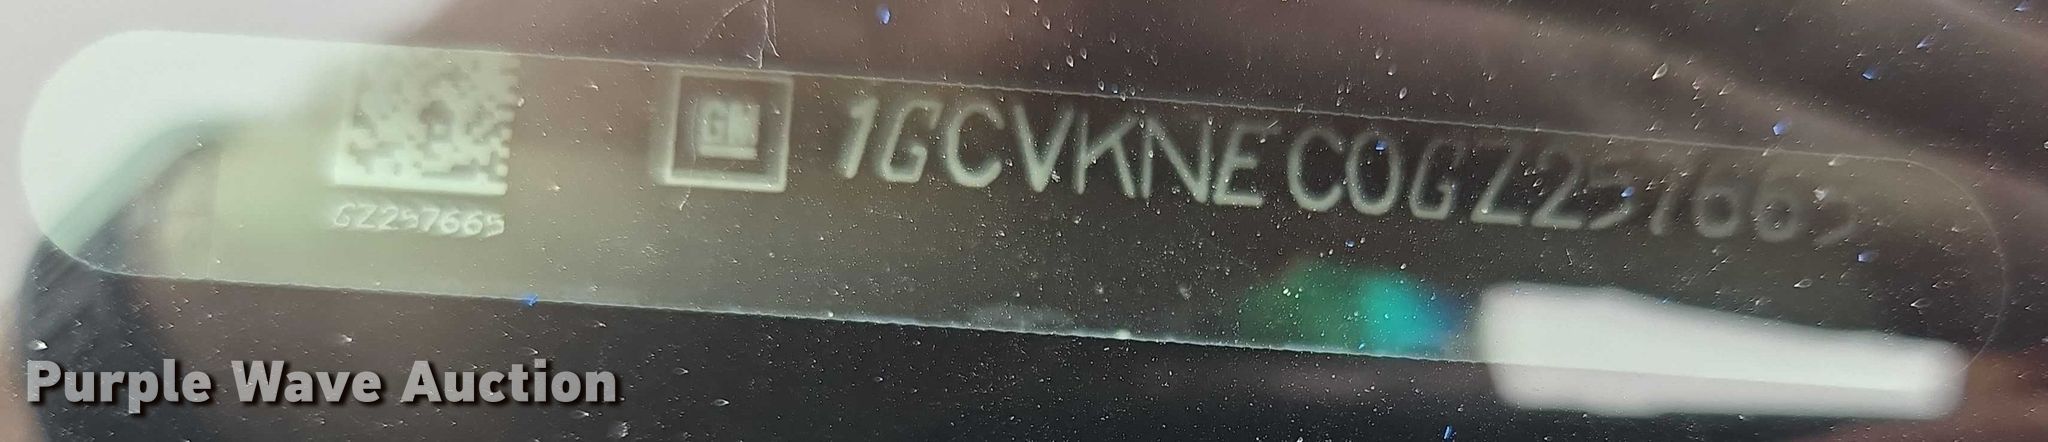 GM 1GCVKNEC0GZ257665
GZ257665
Purple Wave Auction